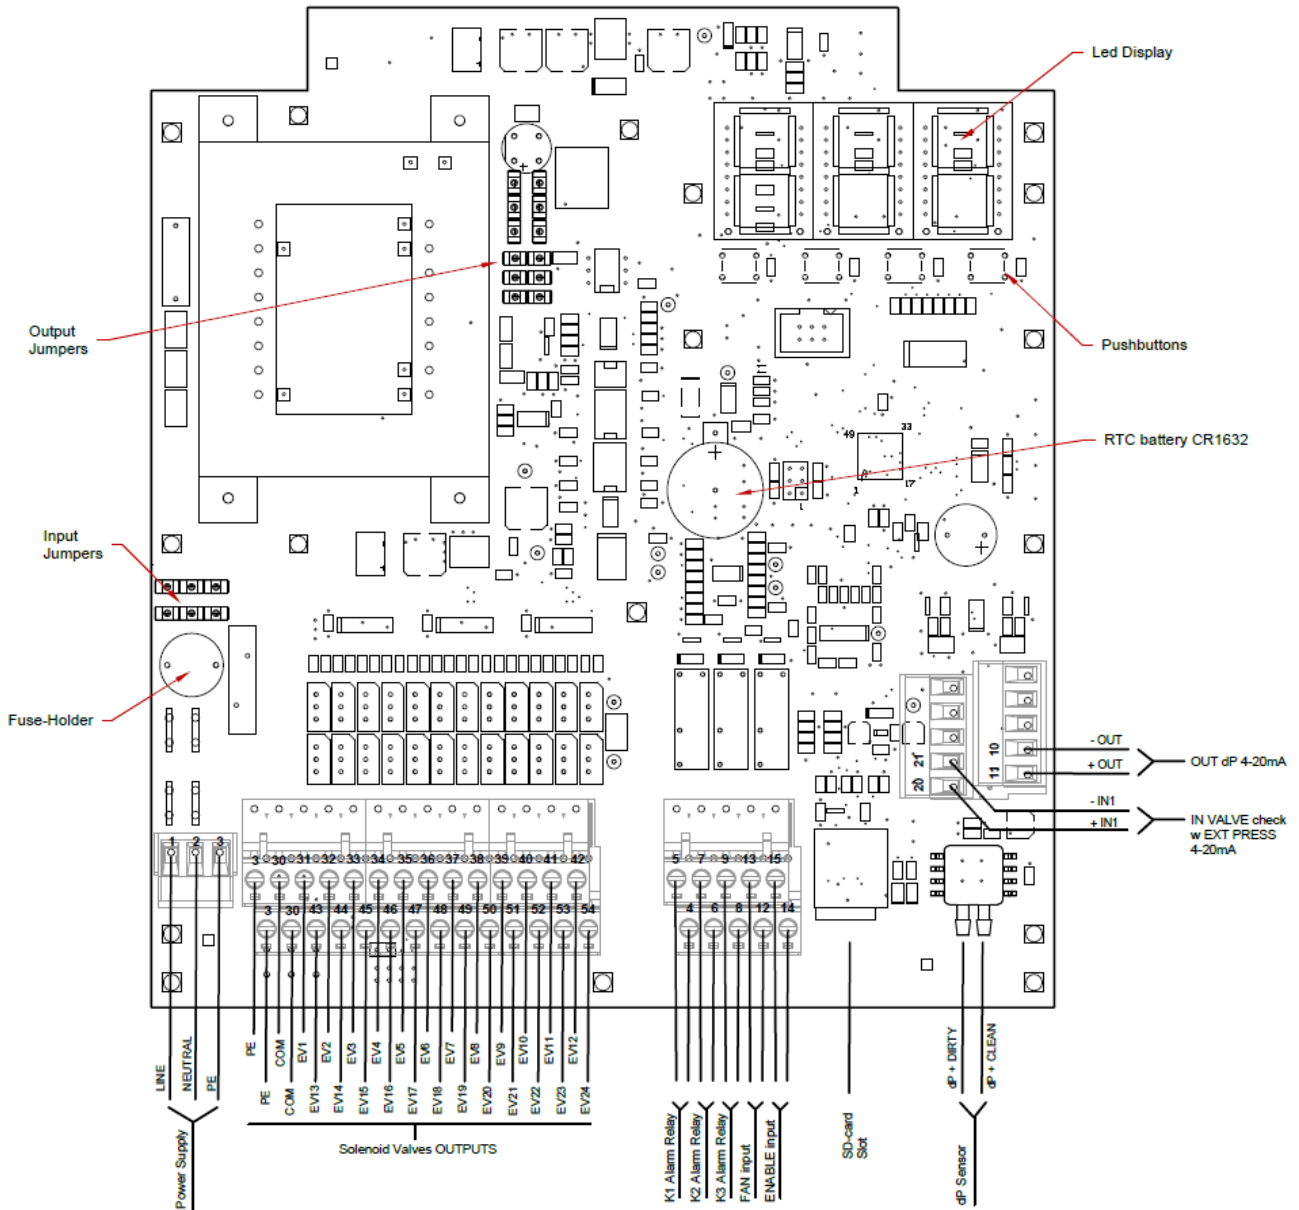 Led Display
Output
Jumpers
Pushbuttons
49
33
RTC battery CR1632
1
17
1
Input
Jumpers
Fuse-Holder
- OUT
10
OUT dP 4-20mA
+ OUT
11
21
20
- IN1
IN VALVE check
w EXT PRESS
4-20mA
+ IN1
1 2 3
3 30 31 32 33 34 35 36 37 38 39 40 41 42
3 30 43 44 45 46 47 48 49 50 51 52 53 54
5 7 9 13 15
4 6 8 12 14
LINE
NEUTRAL
PE
Power Supply
PE
COM
EV1
EV2
EV3
EV4
EV5
EV6
EV7
EV8
EV9
EV10
EV11
EV12
PE
COM
EV13
EV14
EV15
EV16
EV17
EV18
EV19
EV20
EV21
EV22
EV23
EV24
Solenoid Valves OUTPUTS
K1 Alarm Relay
K2 Alarm Relay
K3 Alarm Relay
FAN input
ENABLE input
SD-card
Slot
dP + DIRTY
dP + CLEAN
dP Sensor